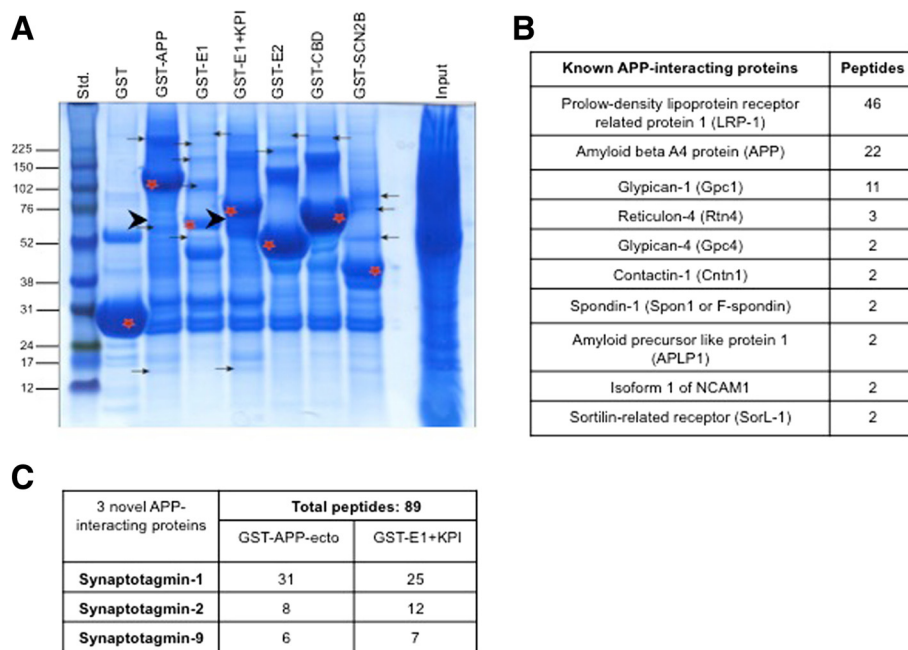 A
Std.
GST
GST-APP
GST-E1
GST-E1+KPI
GST-E2
GST-CBD
GST-SCN2B
Input
225
150
102
76
52
38
31
24
17
12
B
Known APP-interacting proteins Peptides
Prolow-density lipoprotein receptor
related protein 1 (LRP-1) 46
Amyloid beta A4 protein (APP) 22
Glypican-1 (Gpc1) 11
Reticulon-4 (Rtn4) 3
Glypican-4 (Gpc4) 2
Contactin-1 (Cntn1) 2
Spondin-1 (Spon1 or F-spondin) 2
Amyloid precursor like protein 1
(APLP1) 2
Isoform 1 of NCAM1 2
Sortilin-related receptor (SorL-1) 2
C
3 novel APP-
interacting proteins
Total peptides: 89
GST-APP-ecto GST-E1+KPI
Synaptotagmin-1 31 25
Synaptotagmin-2 8 12
Synaptotagmin-9 6 7